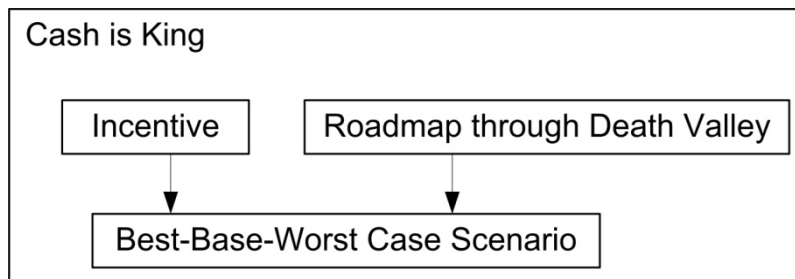 Cash is King
Incentive
Roadmap through Death Valley
Best-Base-Worst Case Scenario